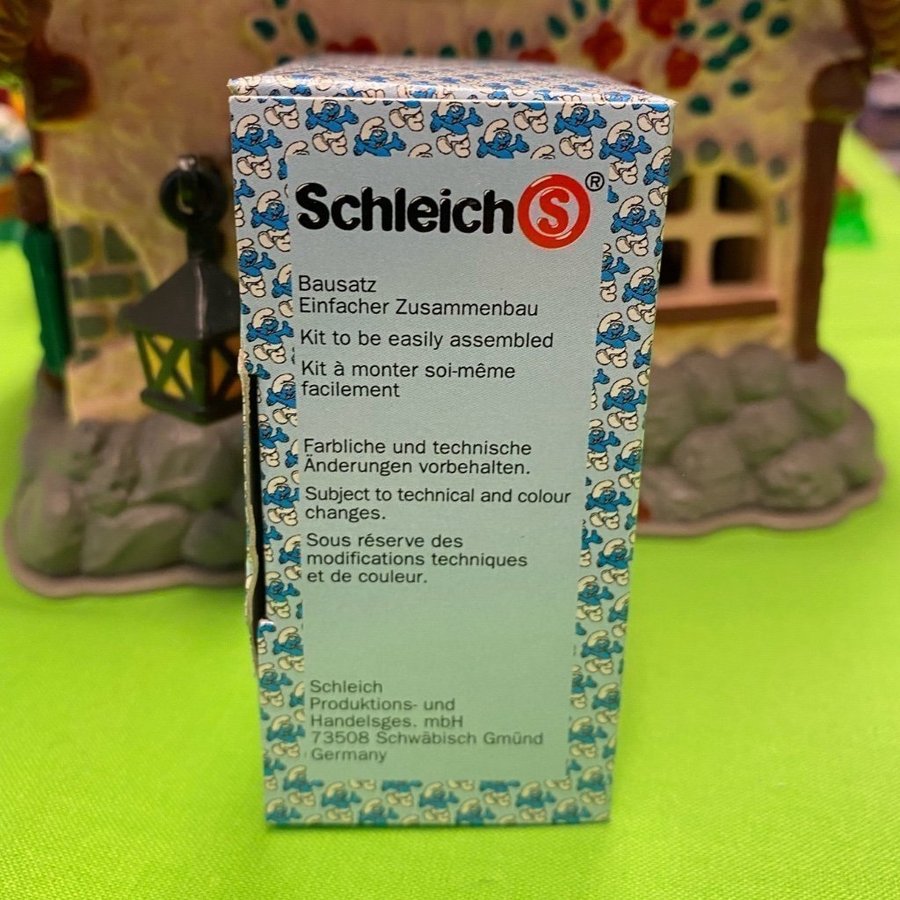 Schleich S ®
Bausatz
Einfacher Zusammenbau
Kit to be easily assembled
Kit à monter soi-même
facilement
Farbliche und technische
Änderungen vorbehalten.
Subject to technical and colour
changes.
Sous réserve des
modifications techniques
et de couleur.
Schleich
Produktions- und
Handelsges. mbH
73508 Schwäbisch Gmünd
Germany